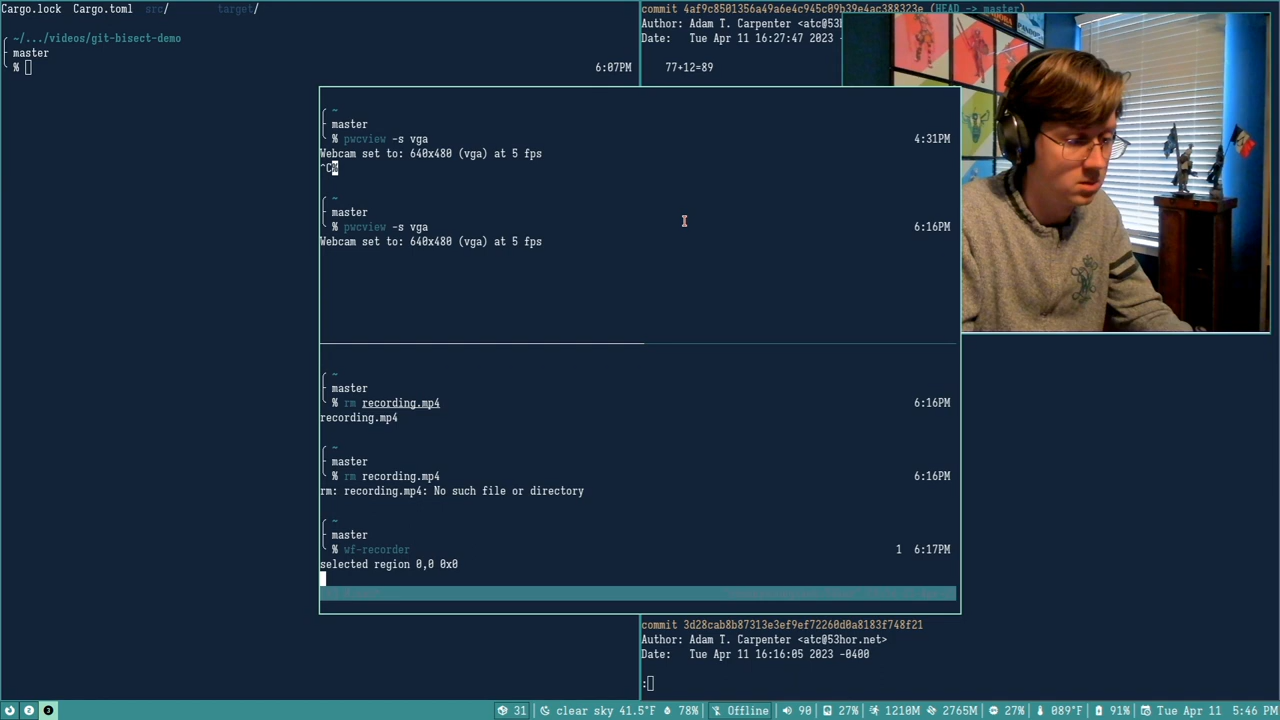 Cargo.lock  Cargo.toml  src/        target/
~/.../videos/git-bisect-demo
master
%
6:07PM
commit 4af9c8501356a49a6e4c945c09b39e4ac388323e (HEAD -> master)
Author: Adam T. Carpenter <atc@53h
Date:   Tue Apr 11 16:27:47 2023 -
77+12=89
~
master
% pwcview -s vga 4:31PM
Webcam set to: 640x480 (vga) at 5 fps
^C%
~
master
% pwcview -s vga 6:16PM
Webcam set to: 640x480 (vga) at 5 fps
~
master
% rm recording.mp4 6:16PM
recording.mp4
~
master
% rm recording.mp4 6:16PM
rm: recording.mp4: No such file or directory
~
master
% wf-recorder 1 6:17PM
selected region 0,0 0x0
commit 3d28cab8b87313e3ef9ef72260d0a8183f748f21
Author: Adam T. Carpenter <atc@53hor.net>
Date:   Tue Apr 11 16:16:05 2023 -0400
:
2 3 31 clear sky 41.5°F 78% Offline 90 27% 1210M 2765M 27% 089°F 91% Tue Apr 11 5:46 PM